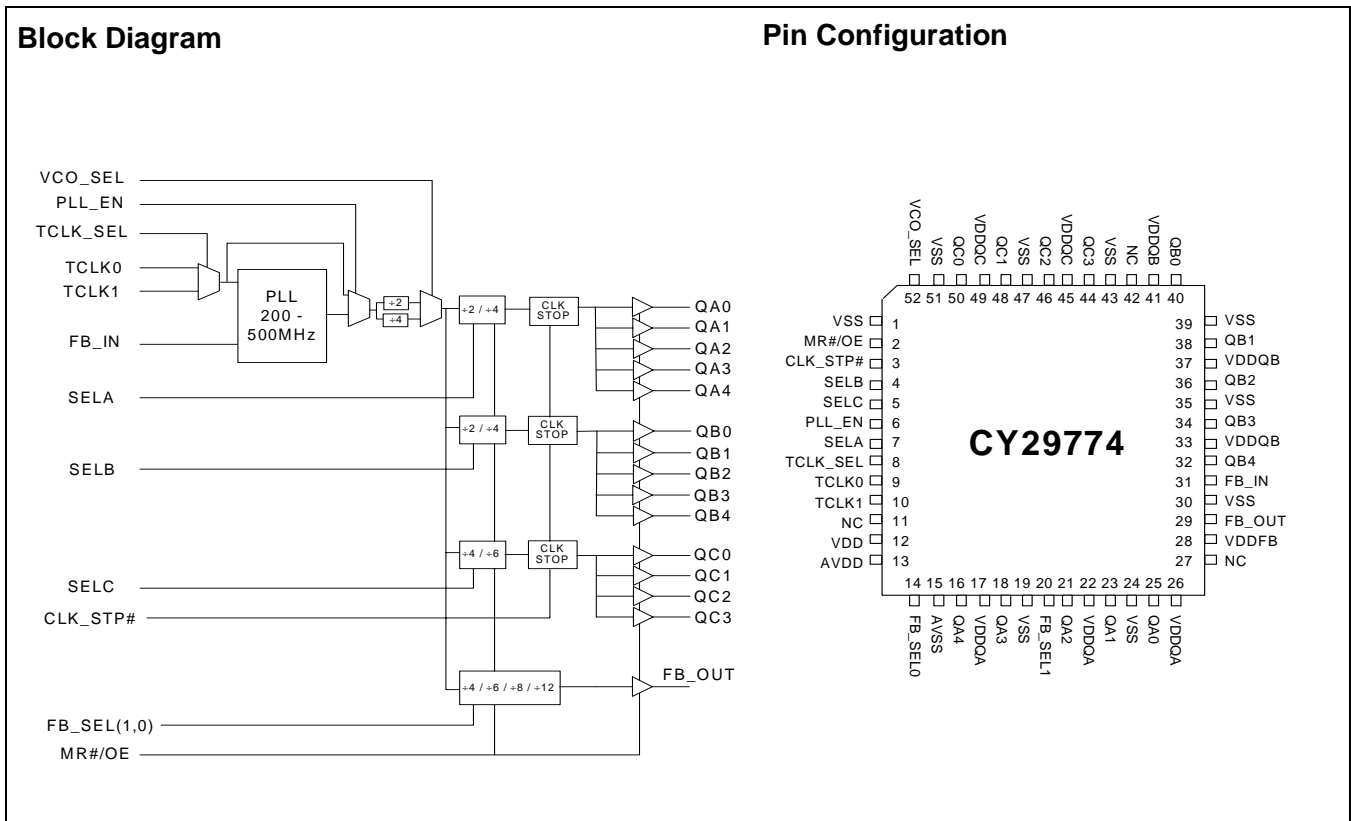 Block Diagram
Pin Configuration
VCO_SEL
PLL_EN
TCLK_SEL
TCLK0
TCLK1
FB_IN
SELA
SELB
SELC
CLK_STP#
FB_SEL(1,0)
MR#/OE
PLL
200 -
500MHz
÷2
÷4
÷2 / ÷4
CLK
STOP
QA0
QA1
QA2
QA3
QA4
÷2 / ÷4
CLK
STOP
QB0
QB1
QB2
QB3
QB4
÷4 / ÷6
CLK
STOP
QC0
QC1
QC2
QC3
÷4 / ÷6 / ÷8 / ÷12
FB_OUT
VCO_SEL VSS QC0 VDDQC QC1 VSS QC2 VDDQC QC3 VSS NC VDDQB QB0
52 51 50 49 48 47 46 45 44 43 42 41 40
VSS 1
MR#/OE 2
CLK_STP# 3
SELB 4
SELC 5
PLL_EN 6
SELA 7
TCLK_SEL 8
TCLK0 9
TCLK1 10
NC 11
VDD 12
AVDD 13
CY29774
39 VSS
38 QB1
37 VDDQB
36 QB2
35 VSS
34 QB3
33 VDDQB
32 QB4
31 FB_IN
30 VSS
29 FB_OUT
28 VDDFB
27 NC
14 15 16 17 18 19 20 21 22 23 24 25 26
FB_SEL0 AVSS QA4 VDDQA QA3 VSS FB_SEL1 QA2 VDDQA QA1 VSS QA0 VDDQA